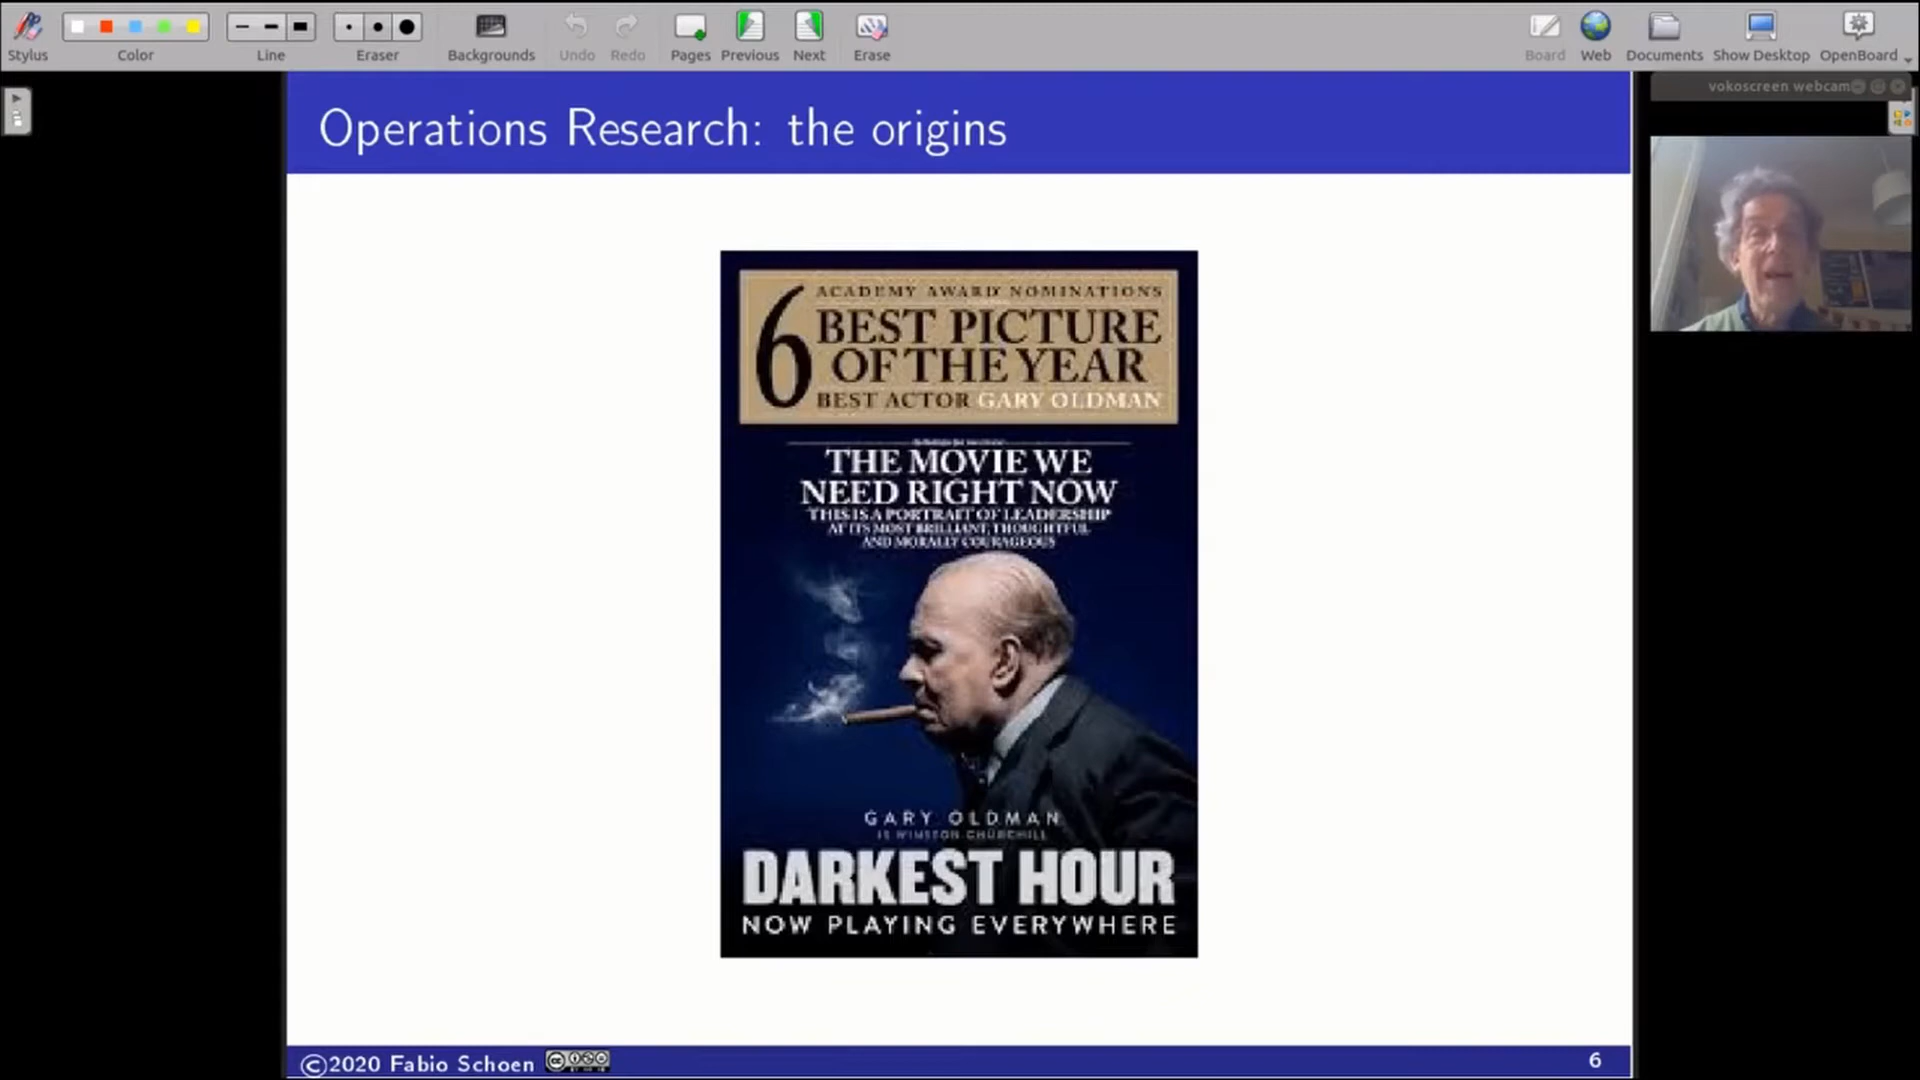 Stylus
Color
Line
Eraser
Backgrounds
Undo
Redo
Pages
Previous
Next
Erase
Board
Web
Documents
Show Desktop
OpenBoard
vokoscreen webcam
Operations Research: the origins
6
ACADEMY AWARD NOMINATIONS
BEST PICTURE
OF THE YEAR
BEST ACTOR GARY OLDMAN
THE MOVIE WE
NEED RIGHT NOW
THIS IS A PORTRAIT OF LEADERSHIP
AT ITS MOST BRILLIANT, THOUGHTFUL
AND MORALLY COURAGEOUS
GARY OLDMAN
IS WINSTON CHURCHILL
DARKEST HOUR
NOW PLAYING EVERYWHERE
©2020 Fabio Schoen
6